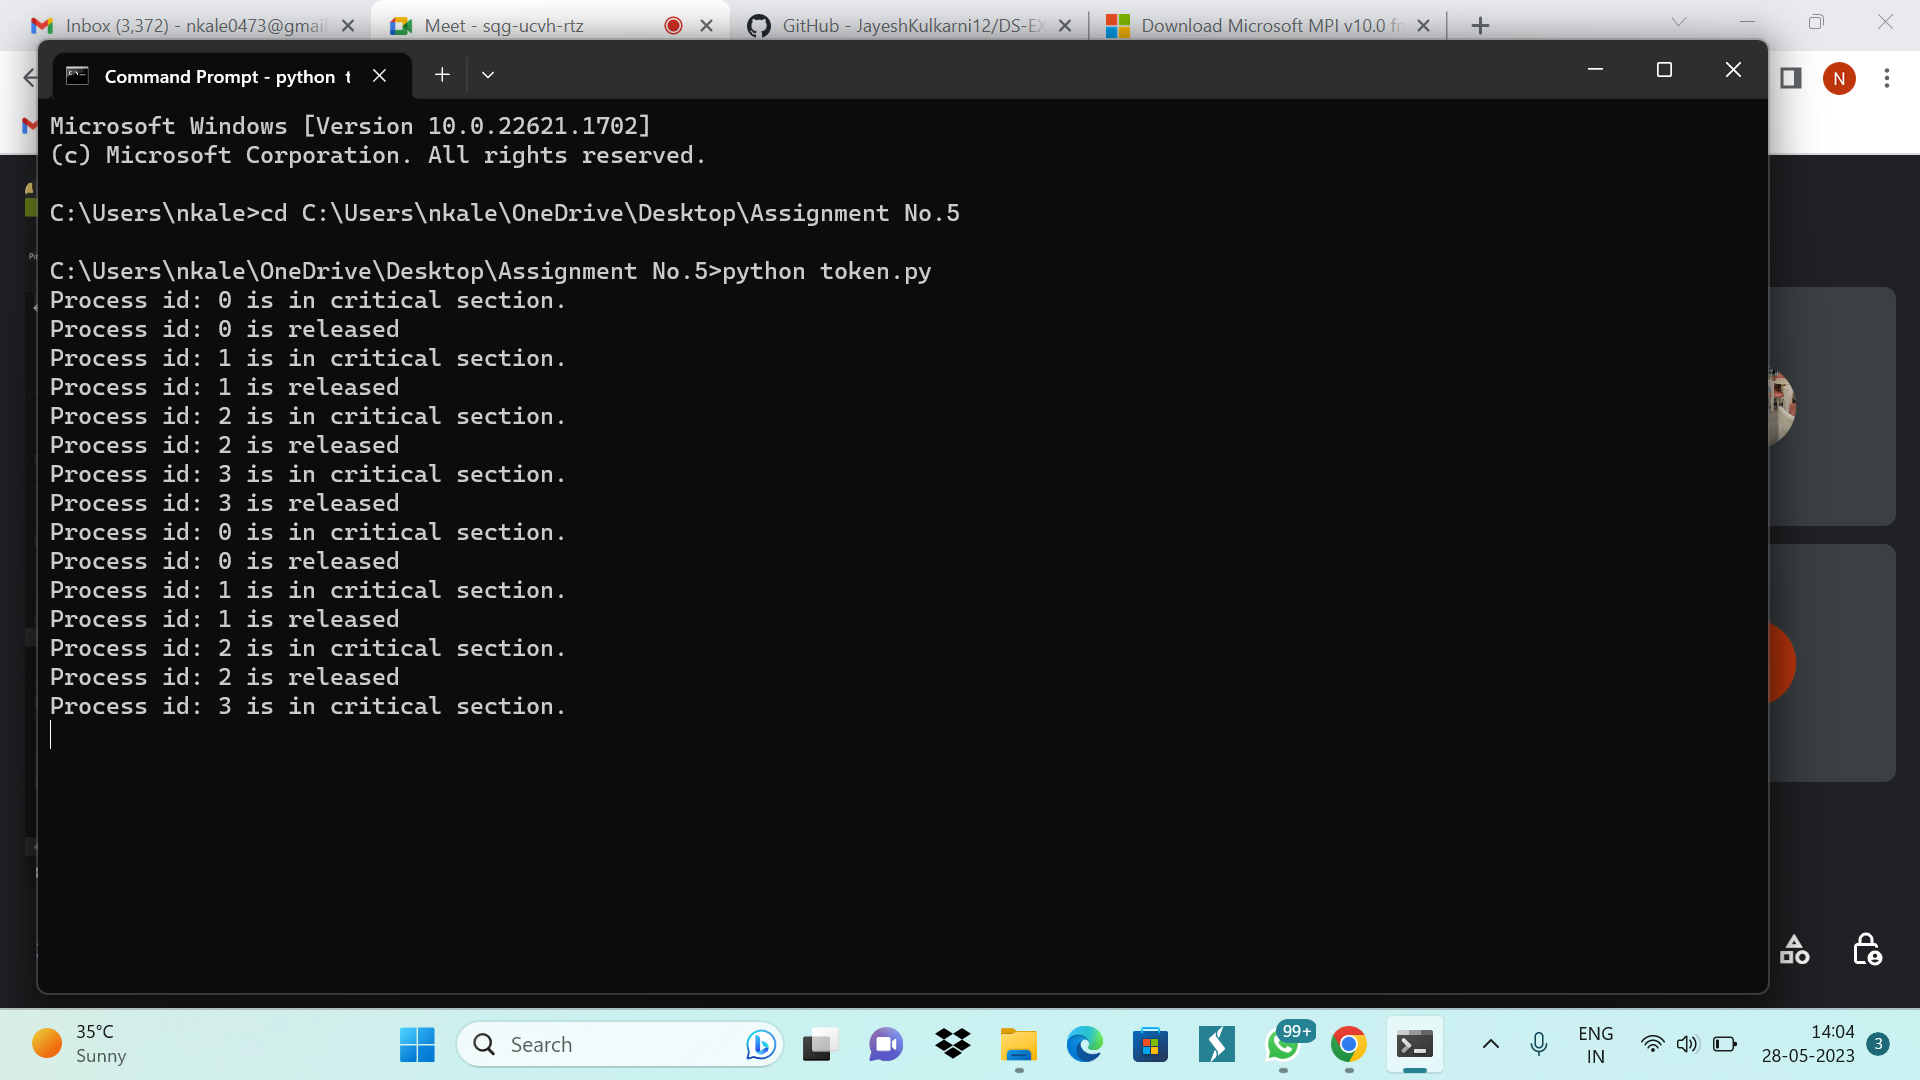 Inbox (3,372) - nkale0473@gmai
Meet - sqg-ucvh-rtz
GitHub - JayeshKulkarni12/DS-EX
Download Microsoft MPI v10.0 fr
Command Prompt - python t
N
Microsoft Windows [Version 10.0.22621.1702]
(c) Microsoft Corporation. All rights reserved.
C:\Users\nkale>cd C:\Users\nkale\OneDrive\Desktop\Assignment No.5
C:\Users\nkale\OneDrive\Desktop\Assignment No.5>python token.py
Process id: 0 is in critical section.
Process id: 0 is released
Process id: 1 is in critical section.
Process id: 1 is released
Process id: 2 is in critical section.
Process id: 2 is released
Process id: 3 is in critical section.
Process id: 3 is released
Process id: 0 is in critical section.
Process id: 0 is released
Process id: 1 is in critical section.
Process id: 1 is released
Process id: 2 is in critical section.
Process id: 2 is released
Process id: 3 is in critical section.
35°C
Sunny
Search
99+
ENG
IN
14:04
28-05-2023
3